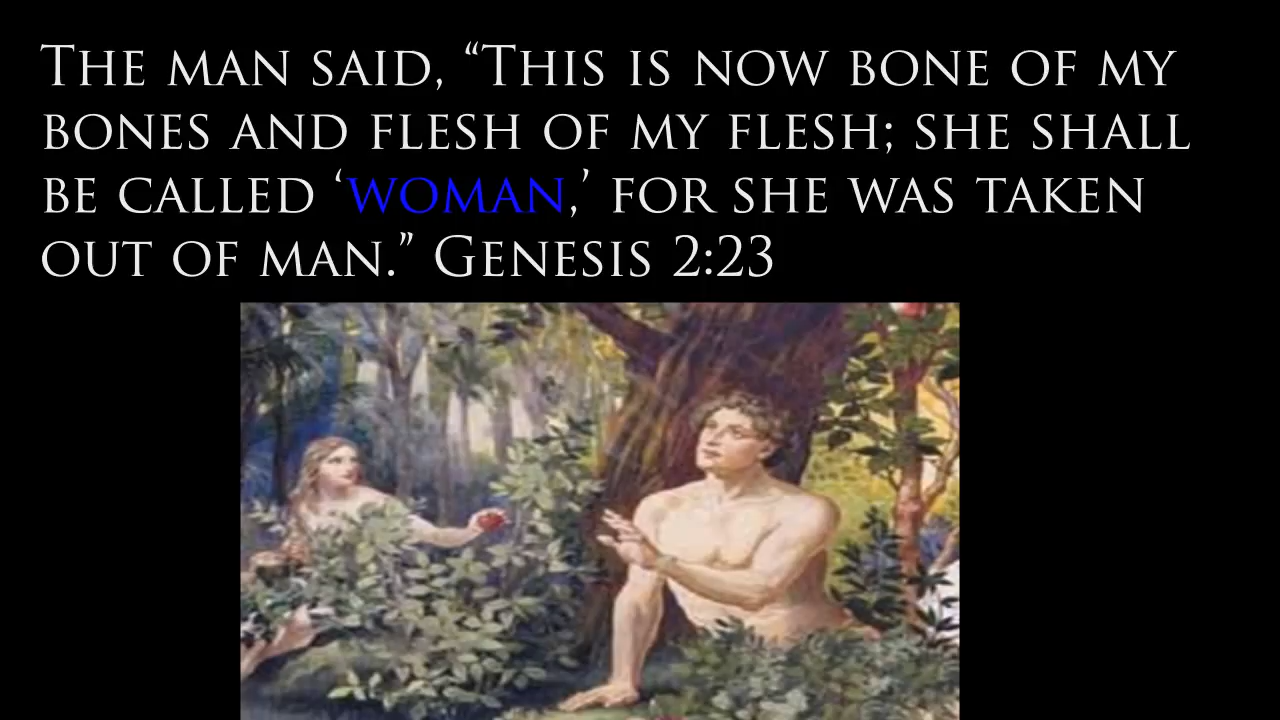 The man said, “This is now bone of my
bones and flesh of my flesh; she shall
be called ‘woman,’ for she was taken
out of man.” Genesis 2:23